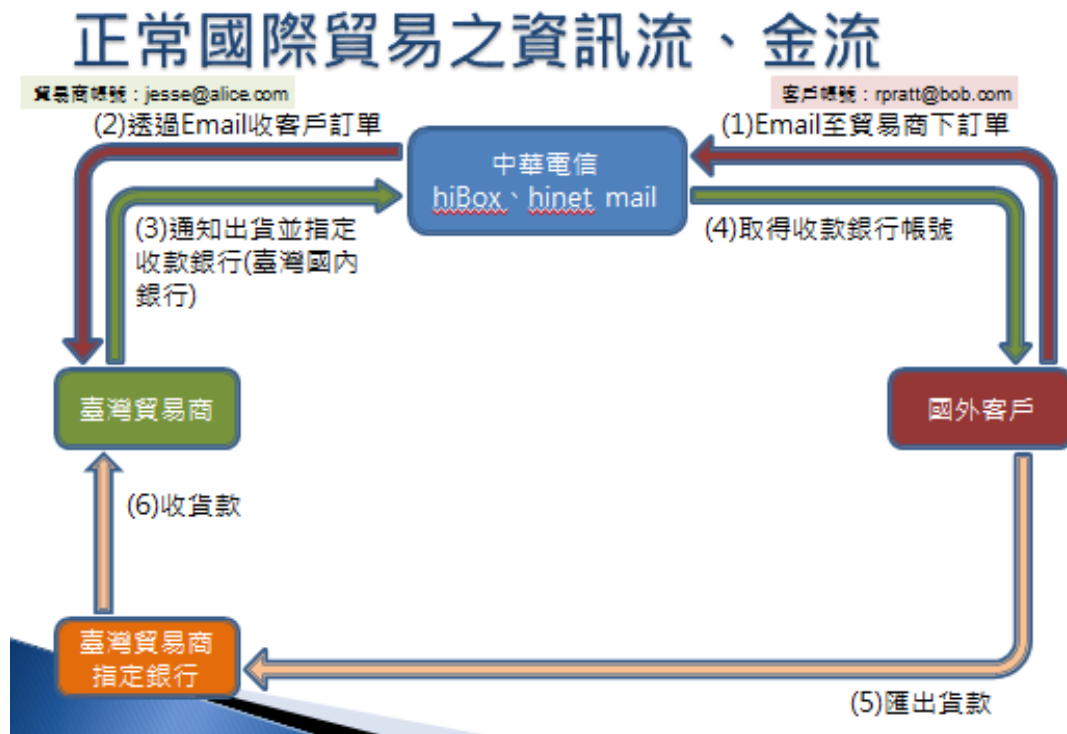 正常國際貿易之資訊流、金流
貿易商帳號：jesse@alice.com
客戶帳號：rpratt@bob.com
(2)透過Email收客戶訂單
(1)Email至貿易商下訂單
中華電信
hiBox、hinet mail
(3)通知出貨並指定
收款銀行(臺灣國內
銀行)
(4)取得收款銀行帳號
臺灣貿易商
國外客戶
(6)收貨款
臺灣貿易商
指定銀行
(5)匯出貨款